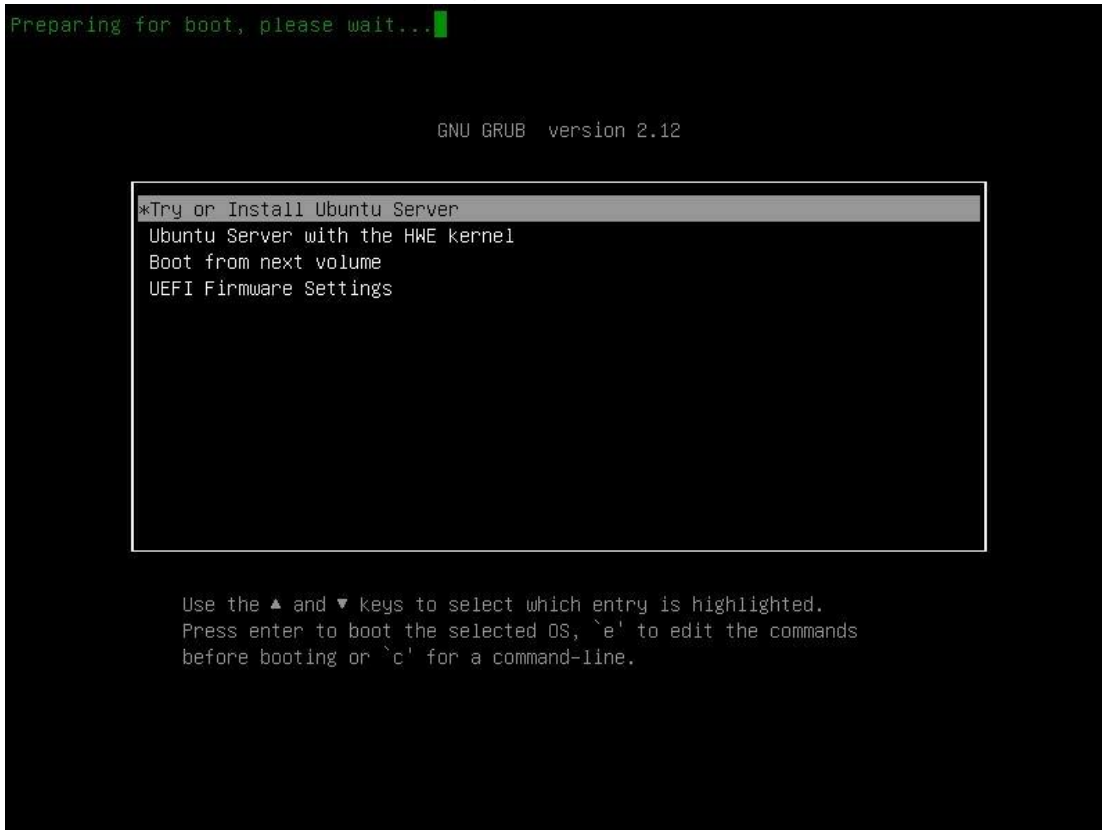 Preparing for boot, please wait...
GNU GRUB  version 2.12
*Try or Install Ubuntu Server
Ubuntu Server with the HWE kernel
Boot from next volume
UEFI Firmware Settings
Use the ▲ and ▼ keys to select which entry is highlighted.
Press enter to boot the selected OS, `e' to edit the commands
before booting or `c' for a command-line.